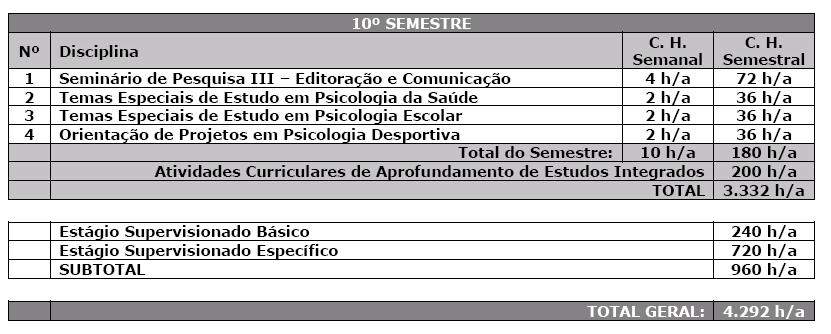 10º SEMESTRE
Nº Disciplina C. H. Semanal C. H. Semestral
1 Seminário de Pesquisa III – Editoração e Comunicação 4 h/a 72 h/a
2 Temas Especiais de Estudo em Psicologia da Saúde 2 h/a 36 h/a
3 Temas Especiais de Estudo em Psicologia Escolar 2 h/a 36 h/a
4 Orientação de Projetos em Psicologia Desportiva 2 h/a 36 h/a
Total do Semestre: 10 h/a 180 h/a
Atividades Curriculares de Aprofundamento de Estudos Integrados 200 h/a
TOTAL 3.332 h/a
Estágio Supervisionado Básico 240 h/a
Estágio Supervisionado Específico 720 h/a
SUBTOTAL 960 h/a
TOTAL GERAL: 4.292 h/a